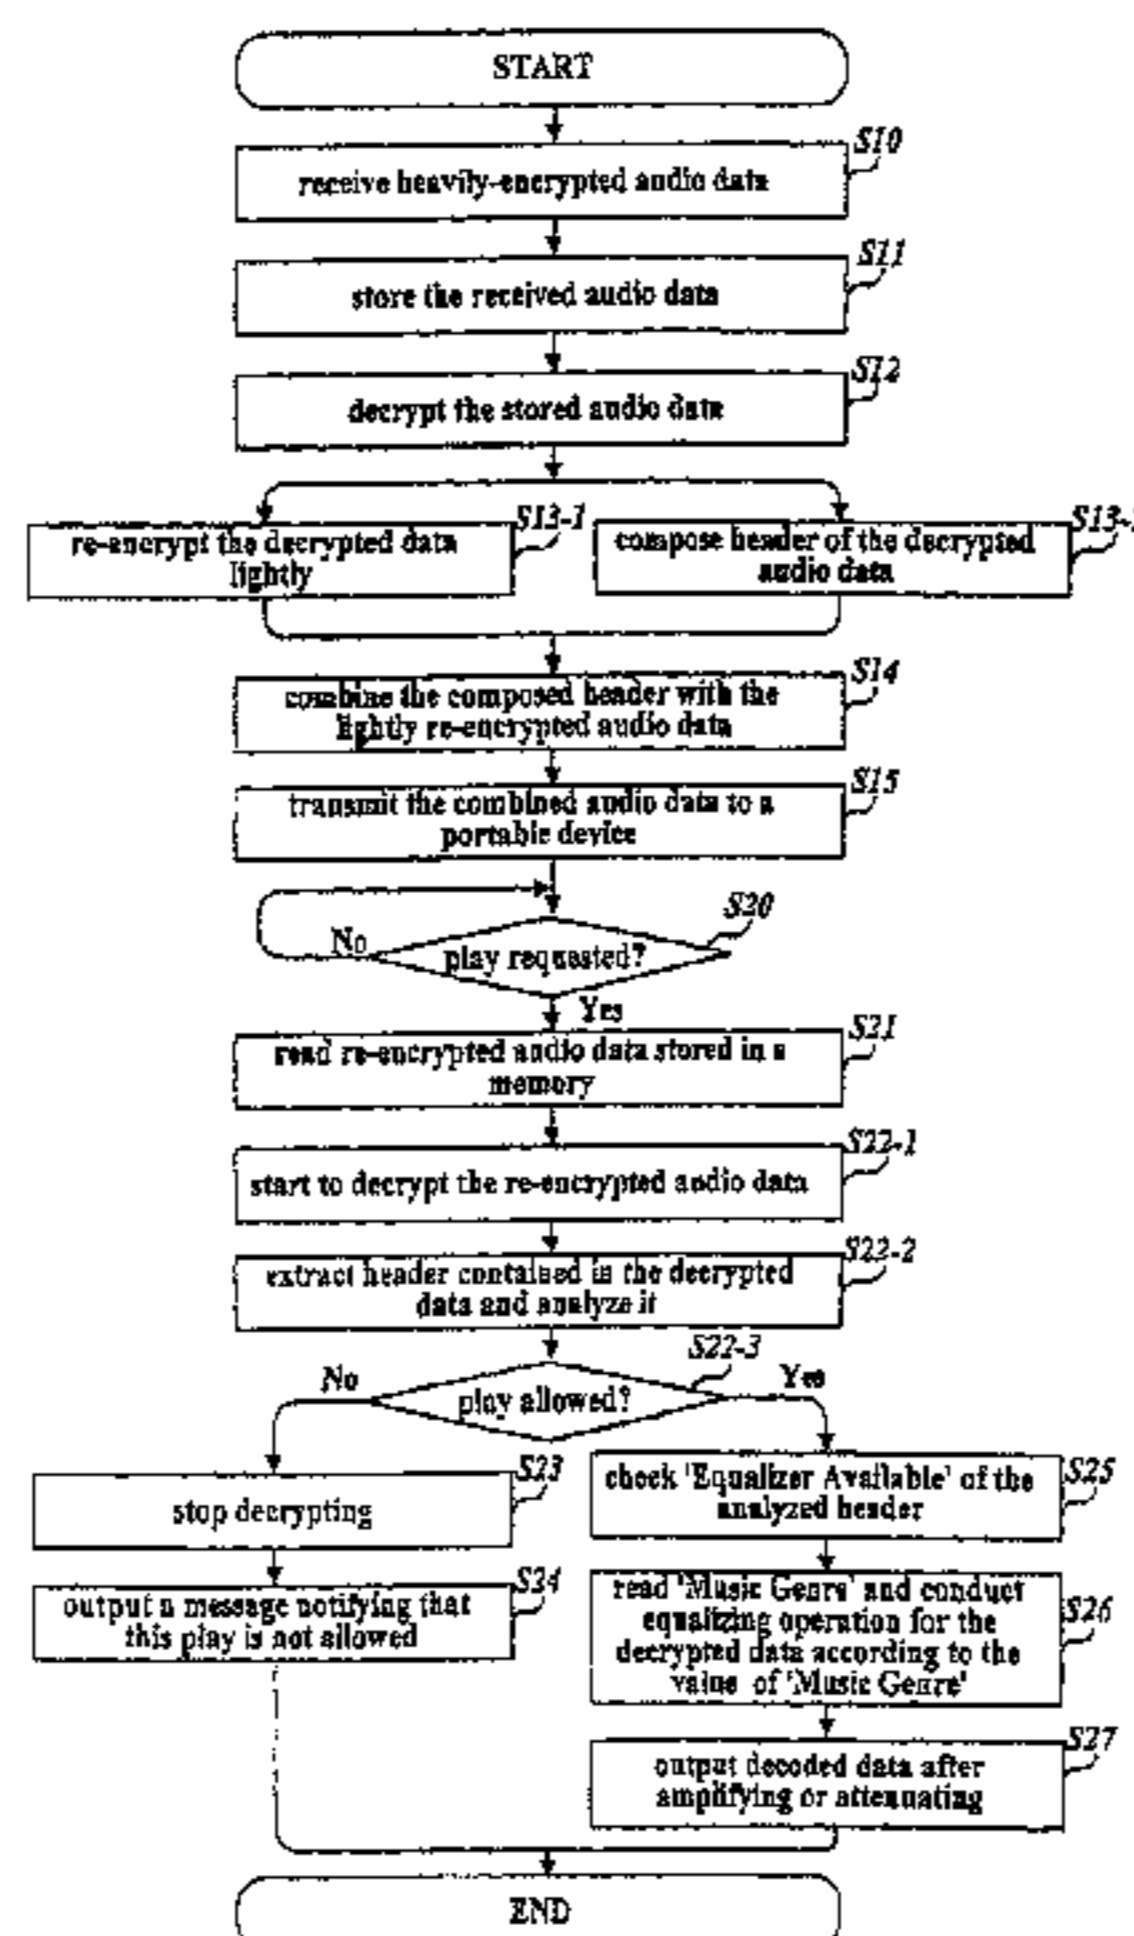 START
S10
receive heavily-encrypted audio data
S11
store the received audio data
S12
decrypt the stored audio data
S13-1
re-encrypt the decrypted data
lightly
S13-
compose header of the decrypted
audio data
S14
combine the composed header with the
lightly re-encrypted audio data
S15
transmit the combined audio data to a
portable device
S20
No
play requested?
Yes
S21
read re-encrypted audio data stored in a
memory
S22-1
start to decrypt the re-encrypted audio data
S22-2
extract header contained in the decrypted
data and analyze it
S22-3
No
play allowed?
Yes
S23
stop decrypting
S24
output a message notifying that
this play is not allowed
S25
check 'Equalizer Available' of the
analyzed header
S26
read 'Music Genre' and conduct
equalizing operation for the
decrypted data according to the
value of 'Music Genre'
S27
output decoded data after
amplifying or attenuating
END